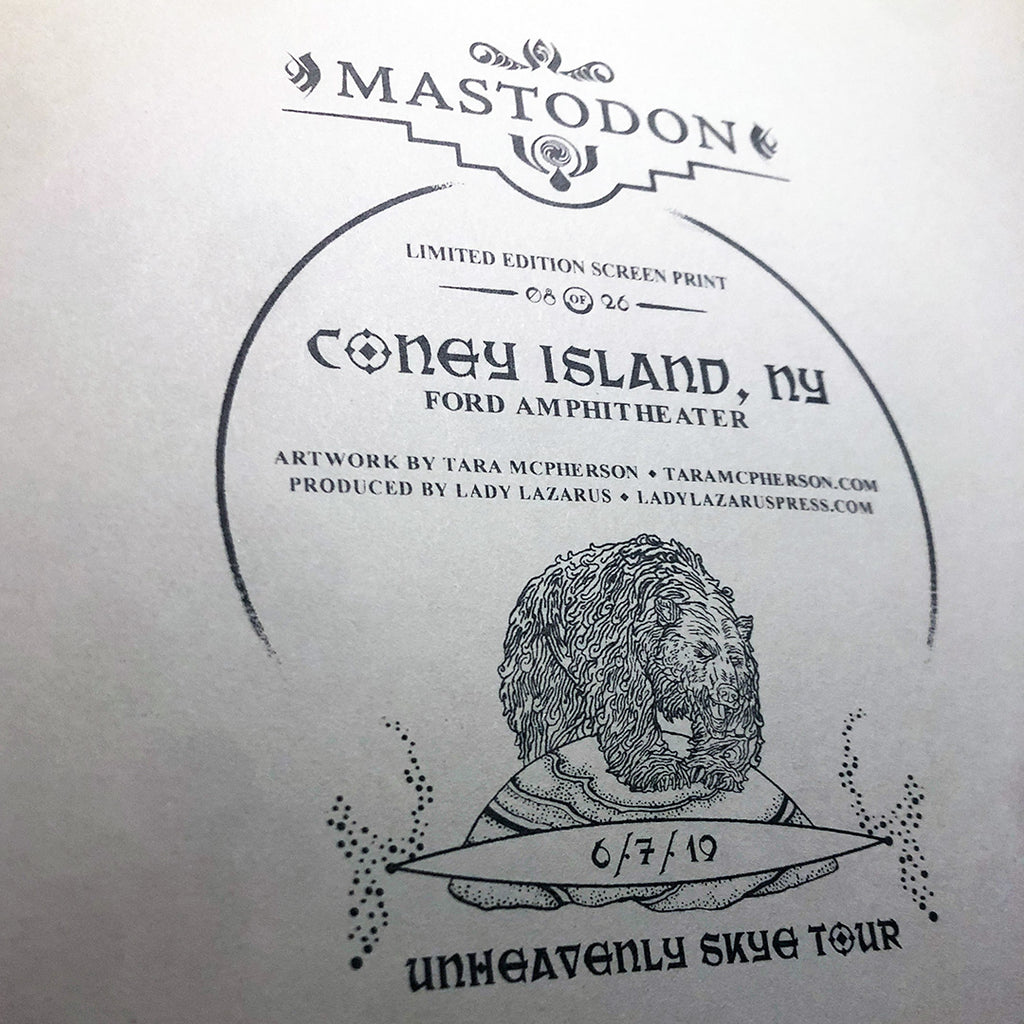 MASTODON
LIMITED EDITION SCREEN PRINT
08 OF 26
CONEY ISLAND, NY
FORD AMPHITHEATER
ARTWORK BY TARA MCPHERSON • TARAMCPHERSON.COM
PRODUCED BY LADY LAZARUS • LADYLAZARUSPRESS.COM
6/7/19
UNHEAVENLY SKYE TOUR